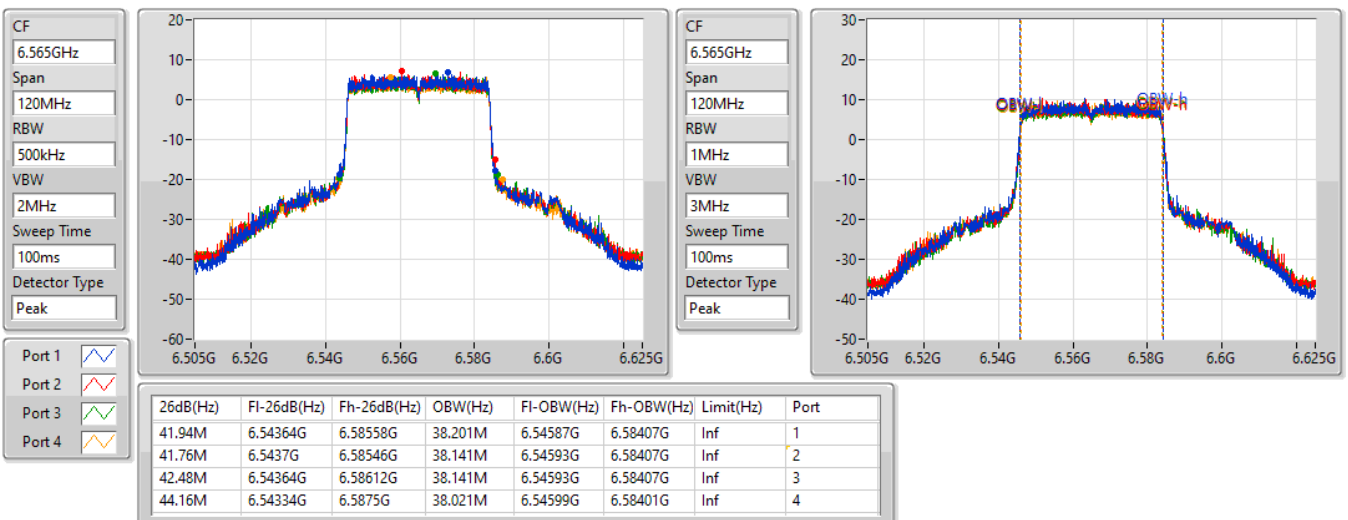 CF
6.565GHz
Span
120MHz
RBW
500kHz
VBW
2MHz
Sweep Time
100ms
Detector Type
Peak
20
10
0
-10
-20
-30
-40
-50
-60
6.505G 6.52G 6.54G 6.56G 6.58G 6.6G 6.625G
CF
6.565GHz
Span
120MHz
RBW
1MHz
VBW
3MHz
Sweep Time
100ms
Detector Type
Peak
30
20
10
0
-10
-20
-30
-40
-50
OBW-h
6.505G 6.52G 6.54G 6.56G 6.58G 6.6G 6.625G
Port 1
Port 2
Port 3
Port 4
26dB(Hz) Fl-26dB(Hz) Fh-26dB(Hz) OBW(Hz) Fl-OBW(Hz) Fh-OBW(Hz) Limit(Hz) Port
41.94M 6.54364G 6.58558G 38.201M 6.54587G 6.58407G Inf 1
41.76M 6.5437G 6.58546G 38.141M 6.54593G 6.58407G Inf 2
42.48M 6.54364G 6.58612G 38.141M 6.54593G 6.58407G Inf 3
44.16M 6.54334G 6.5875G 38.021M 6.54599G 6.58401G Inf 4